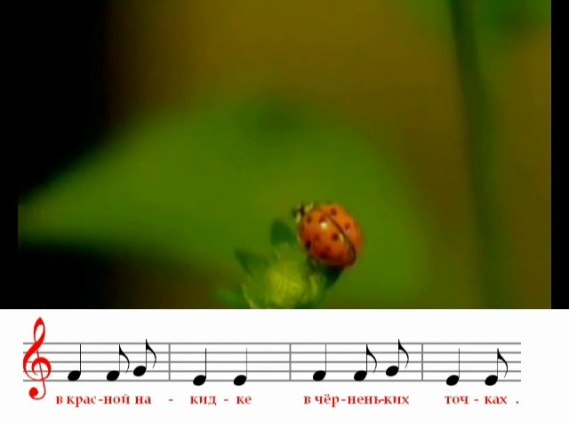 в крас-ной на - кид - ке в чёр-нень-ких точ - ках .